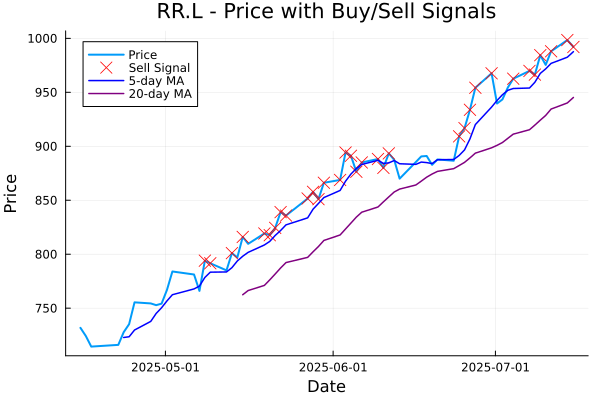 RR.L - Price with Buy/Sell Signals
1000
950
900
850
800
750
Price
Price
Sell Signal
5-day MA
20-day MA
2025-05-01
2025-06-01
2025-07-01
Date